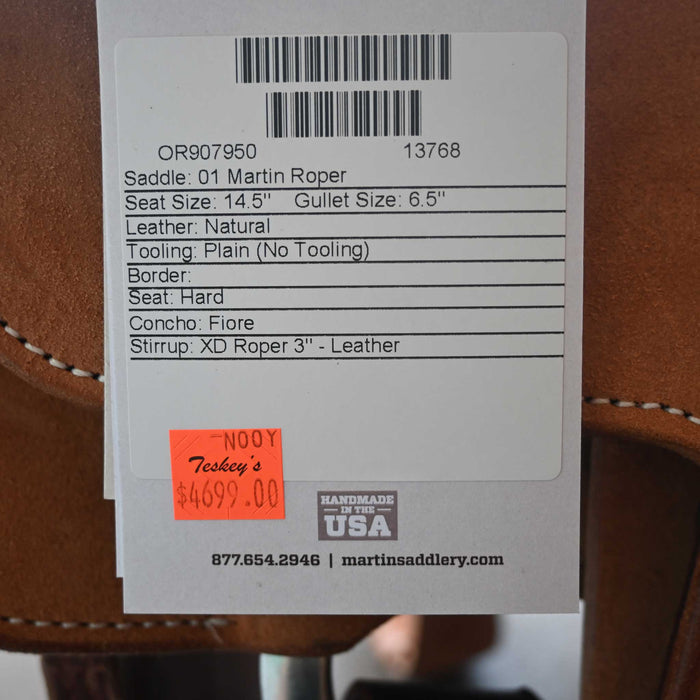 OR907950 13768
Saddle: 01 Martin Roper
Seat Size: 14.5" Gullet Size: 6.5"
Leather: Natural
Tooling: Plain (No Tooling)
Border:
Seat: Hard
Concho: Fiore
Stirrup: XD Roper 3" - Leather
-NOOY
Teskey's
$4699.00
HANDMADE
IN THE
USA
877.654.2946 | martinsaddlery.com